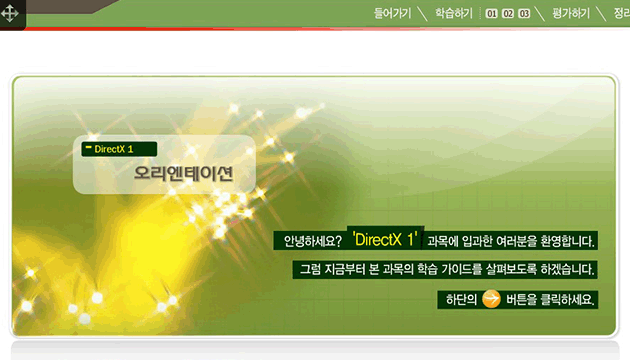 들어가기 \ 학습하기 | 01 02 03 \ 평가하기 \ 정리
DirectX 1
오리엔테이션
안녕하세요? 'DirectX 1' 과목에 입과한 여러분을 환영합니다.
그럼 지금부터 본 과목의 학습 가이드를 살펴보도록 하겠습니다.
하단의 버튼을 클릭하세요.